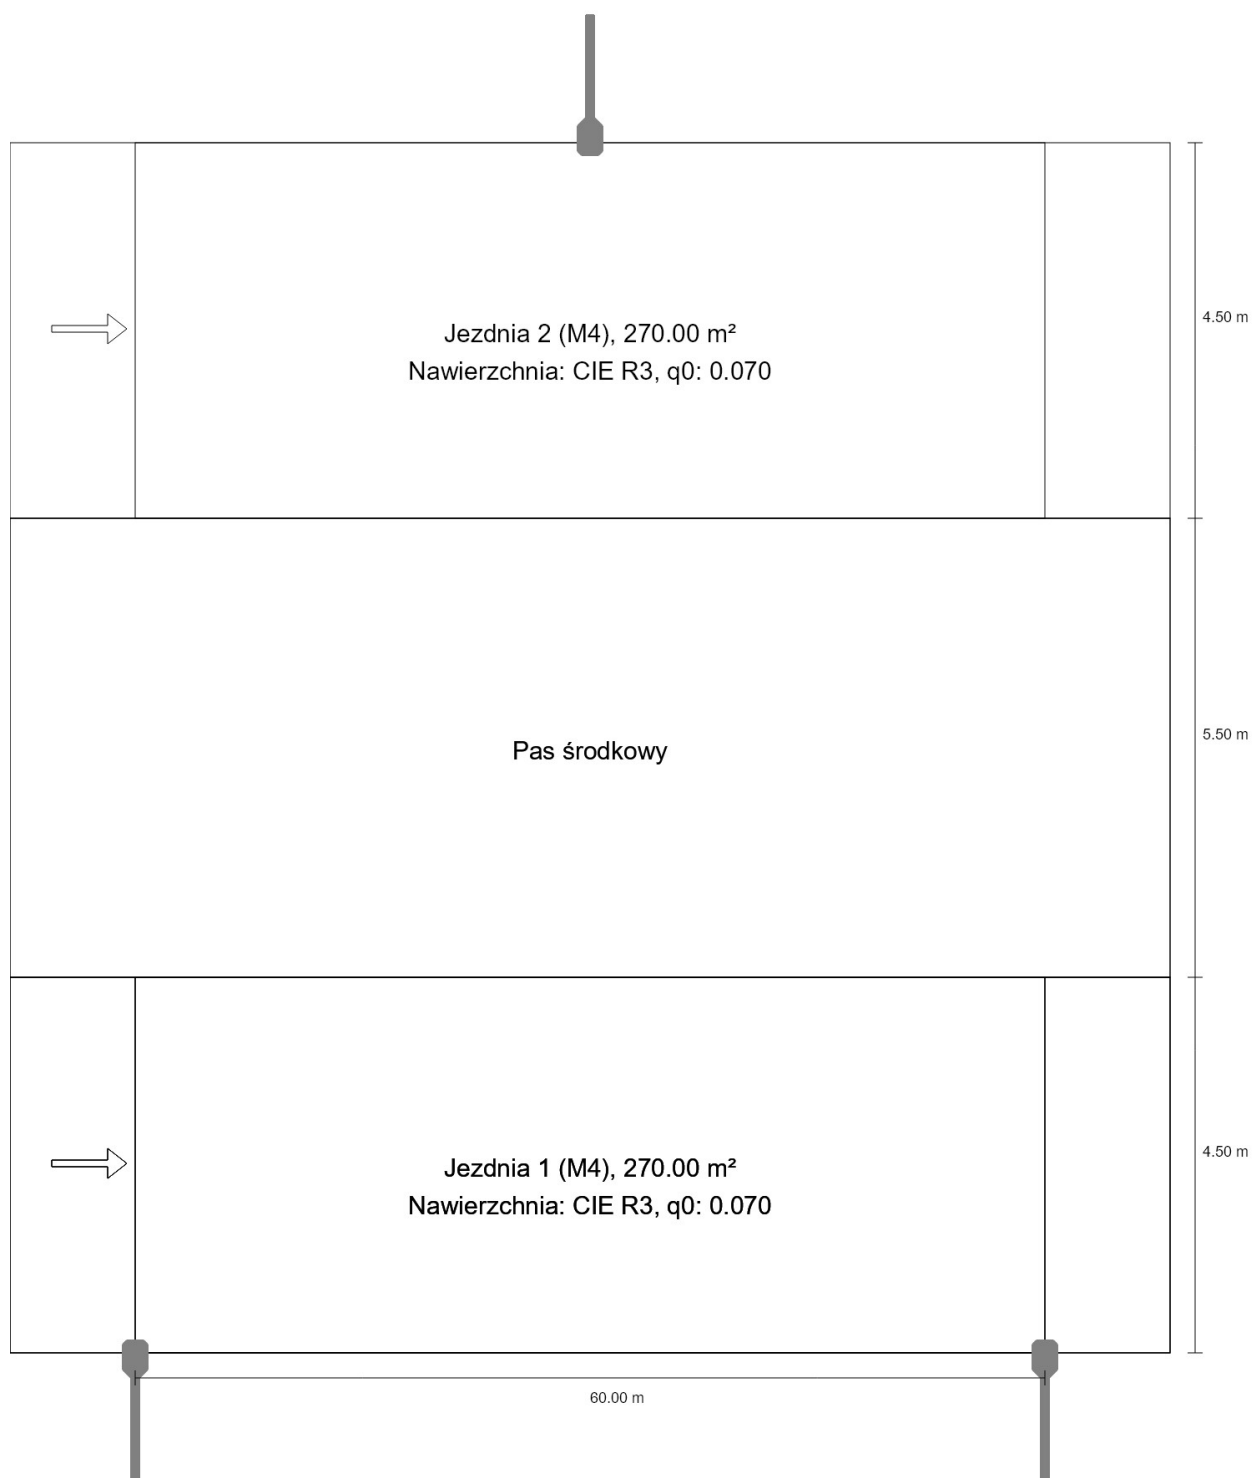 4.50 m
Jezdnia 2 (M4), 270.00 m²
Nawierzchnia: CIE R3, q0: 0.070
5.50 m
Pas środkowy
4.50 m
Jezdnia 1 (M4), 270.00 m²
Nawierzchnia: CIE R3, q0: 0.070
60.00 m